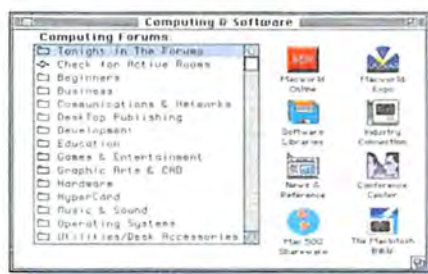 Computing & Software
Computing Forums
Tonight In The Forums
Check for Active Rooms
Beginners
Business
Communications & Networks
DeskTop Publishing
Development
Education
Games & Entertainment
Graphic Arts & CAD
Hardware
HyperCard
Music & Sound
Operating Systems
Utilities/Desk Accessories
Macworld Online
Macworld Expo
Software Libraries
Industry Connection
News & Reference
Conference Center
Mac 500 Shareware
The Macintosh